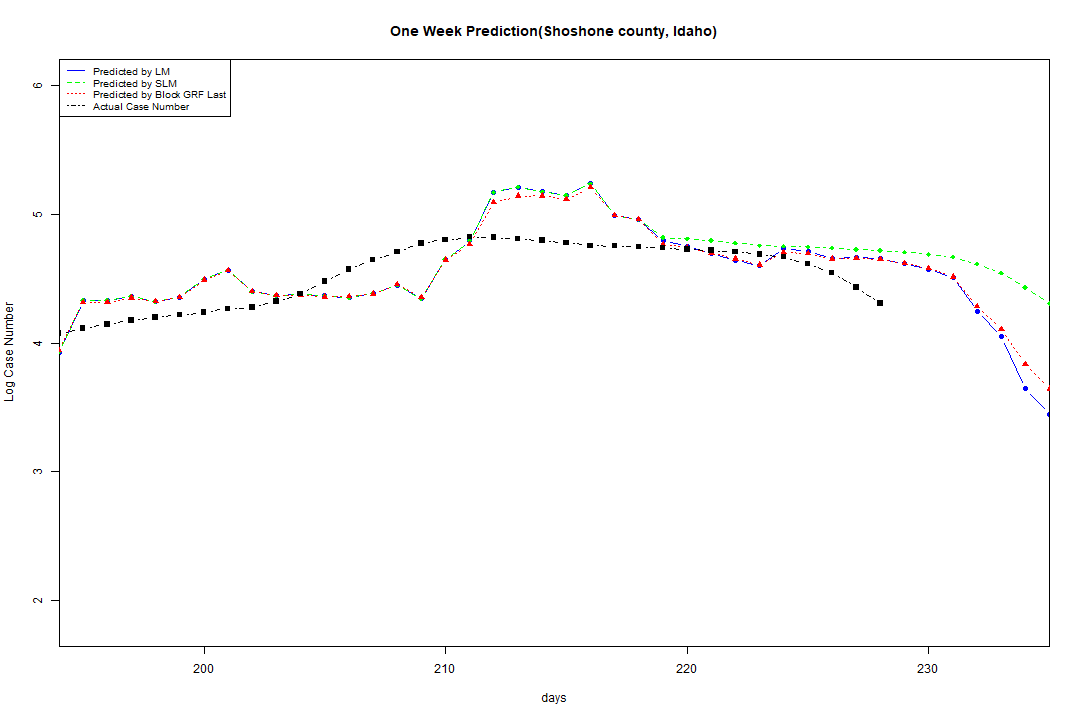 One Week Prediction(Shoshone county, Idaho)
Predicted by LM
Predicted by SLM
Predicted by Block GRF Last
Actual Case Number
6
5
4
3
2
Log Case Number
200 210 220 230
days